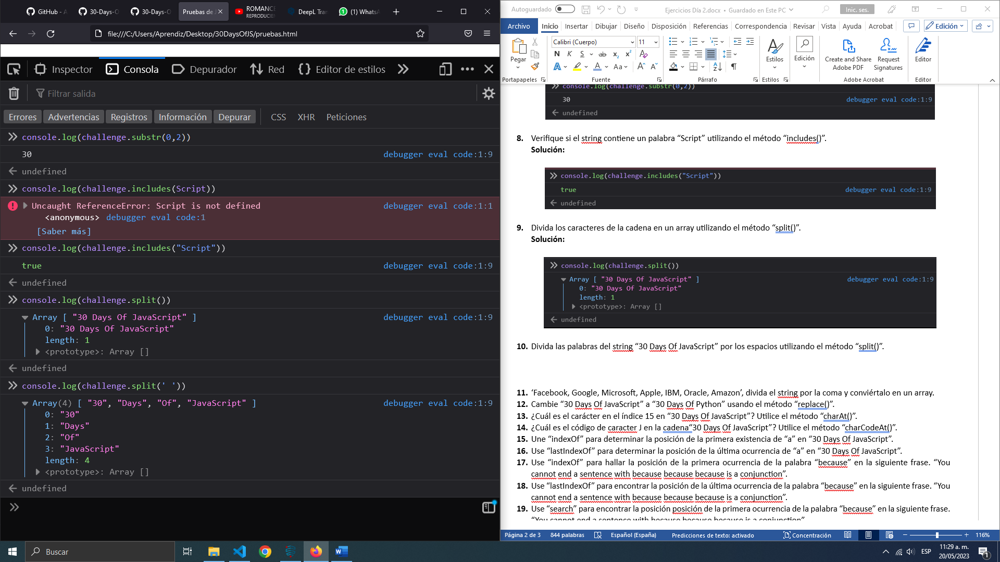 GitHub - A
30-Days-O
30-Days-O
Pruebas de J
ROMANCE
REPRODUCIEN
DeepL Tran
(1) WhatsA
file:///C:/Users/Aprendiz/Desktop/30DaysOfJS/pruebas.html
Inspector
Consola
Depurador
Red
Editor de estilos
Filtrar salida
Errores
Advertencias
Registros
Información
Depurar
CSS
XHR
Peticiones
console.log(challenge.substr(0,2))
30 debugger eval code:1:9
undefined
console.log(challenge.includes(Script))
Uncaught ReferenceError: Script is not defined debugger eval code:1:1
<anonymous> debugger eval code:1
[Saber más]
console.log(challenge.includes("Script"))
true debugger eval code:1:9
undefined
console.log(challenge.split())
Array [ "30 Days Of JavaScript" ] debugger eval code:1:9
0: "30 Days Of JavaScript"
length: 1
<prototype>: Array []
undefined
console.log(challenge.split(' '))
Array(4) [ "30", "Days", "Of", "JavaScript" ] debugger eval code:1:9
0: "30"
1: "Days"
2: "Of"
3: "JavaScript"
length: 4
<prototype>: Array []
undefined
Autoguardado
Ejercicios Día 2.docx • Guardado en Este PC
Inic. ses.
Archivo
Inicio
Insertar
Dibujar
Diseño
Disposición
Referencias
Correspondencia
Revisar
Vista
Ayuda
Acrobat
Edición
Pegar
Calibri (Cuerpo)
11
N K S ab x₂ x²
A A Aa A A
Estilos
Edición
Create and Share
Adobe PDF
Request
Signatures
Editor
Portapapeles
Fuente
Párrafo
Estilos
Adobe Acrobat
Editor
console.log(challenge.substr(0,2))
30 debugger eval code:1:9
undefined
8. Verifique si el string contiene un palabra “Script” utilizando el método “includes()”.
Solución:
console.log(challenge.includes("Script"))
true debugger eval code:1:9
undefined
9. Divida los caracteres de la cadena en un array utilizando el método “split()”.
Solución:
console.log(challenge.split())
Array [ "30 Days Of JavaScript" ] debugger eval code:1:9
0: "30 Days Of JavaScript"
length: 1
<prototype>: Array []
undefined
10. Divida las palabras del string “30 Days Of JavaScript” por los espacios utilizando el método “split()”.
11. ‘Facebook, Google, Microsoft, Apple, IBM, Oracle, Amazon’, divida el string por la coma y conviértalo en un array.
12. Cambie “30 Days Of JavaScript” a “30 Days Of Python” usando el método “replace()”.
13. ¿Cuál es el carácter en el índice 15 en “30 Days Of JavaScript”? Utilice el método “charAt()”.
14. ¿Cuál es el código de caracter J en la cadena“30 Days Of JavaScript”? Utilice el método “charCodeAt()”.
15. Une “indexOf” para determinar la posición de la primera existencia de “a” en “30 Days Of JavaScript”.
16. Use “lastIndexOf” para determinar la posición de la última ocurrencia de “a” en “30 Days Of JavaScript”.
17. Use “indexOf” para hallar la posición de la primera ocurrencia de la palabra “because” en la siguiente frase. “You
cannot end a sentence with because because because is a conjunction”.
18. Use “lastIndexOf” para encontrar la posición de la última ocurrencia de la palabra “because” en la siguiente frase. “You
cannot end a sentence with because because because is a conjunction”.
19. Use “search” para encontrar la posición posición de la primera ocurrencia de la palabra “because” en la siguiente frase.
“You cannot end a sentence with because because because is a conjunction”.
Página 2 de 3
844 palabras
Español (España)
Predicciones de texto: activado
Concentración
116%
Buscar
ESP
11:29 a. m.
20/05/2023
1